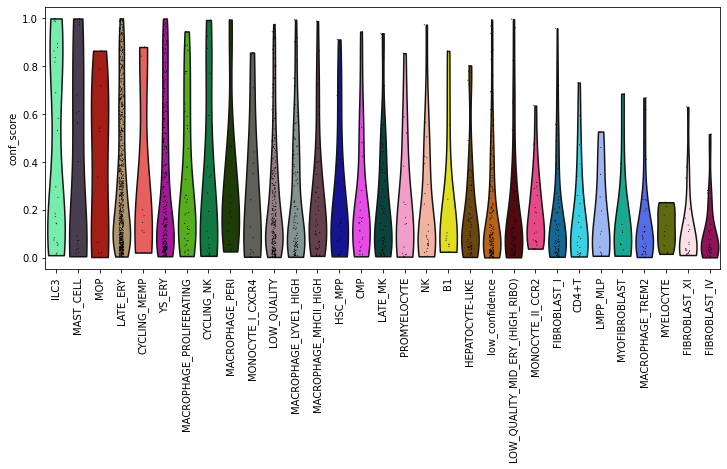 1.0
0.8
0.6
0.4
0.2
0.0
conf_score
ILC3
MAST_CELL
MOP
LATE_ERY
CYCLING_MEMP
YS_ERY
MACROPHAGE_PROLIFERATING
CYCLING_NK
MACROPHAGE_PERI
MONOCYTE_I_CXCR4
LOW_QUALITY
MACROPHAGE_LYVE1_HIGH
MACROPHAGE_MHCII_HIGH
HSC_MPP
CMP
LATE_MK
PROMYELOCYTE
NK
B1
HEPATOCYTE-LIKE
low_confidence
LOW_QUALITY_MID_ERY_(HIGH_RIBO)
MONOCYTE_II_CCR2
FIBROBLAST_I
CD4+T
LMPP_MLP
MYOFIBROBLAST
MACROPHAGE_TREM2
MYELOCYTE
FIBROBLAST_XI
FIBROBLAST_IV